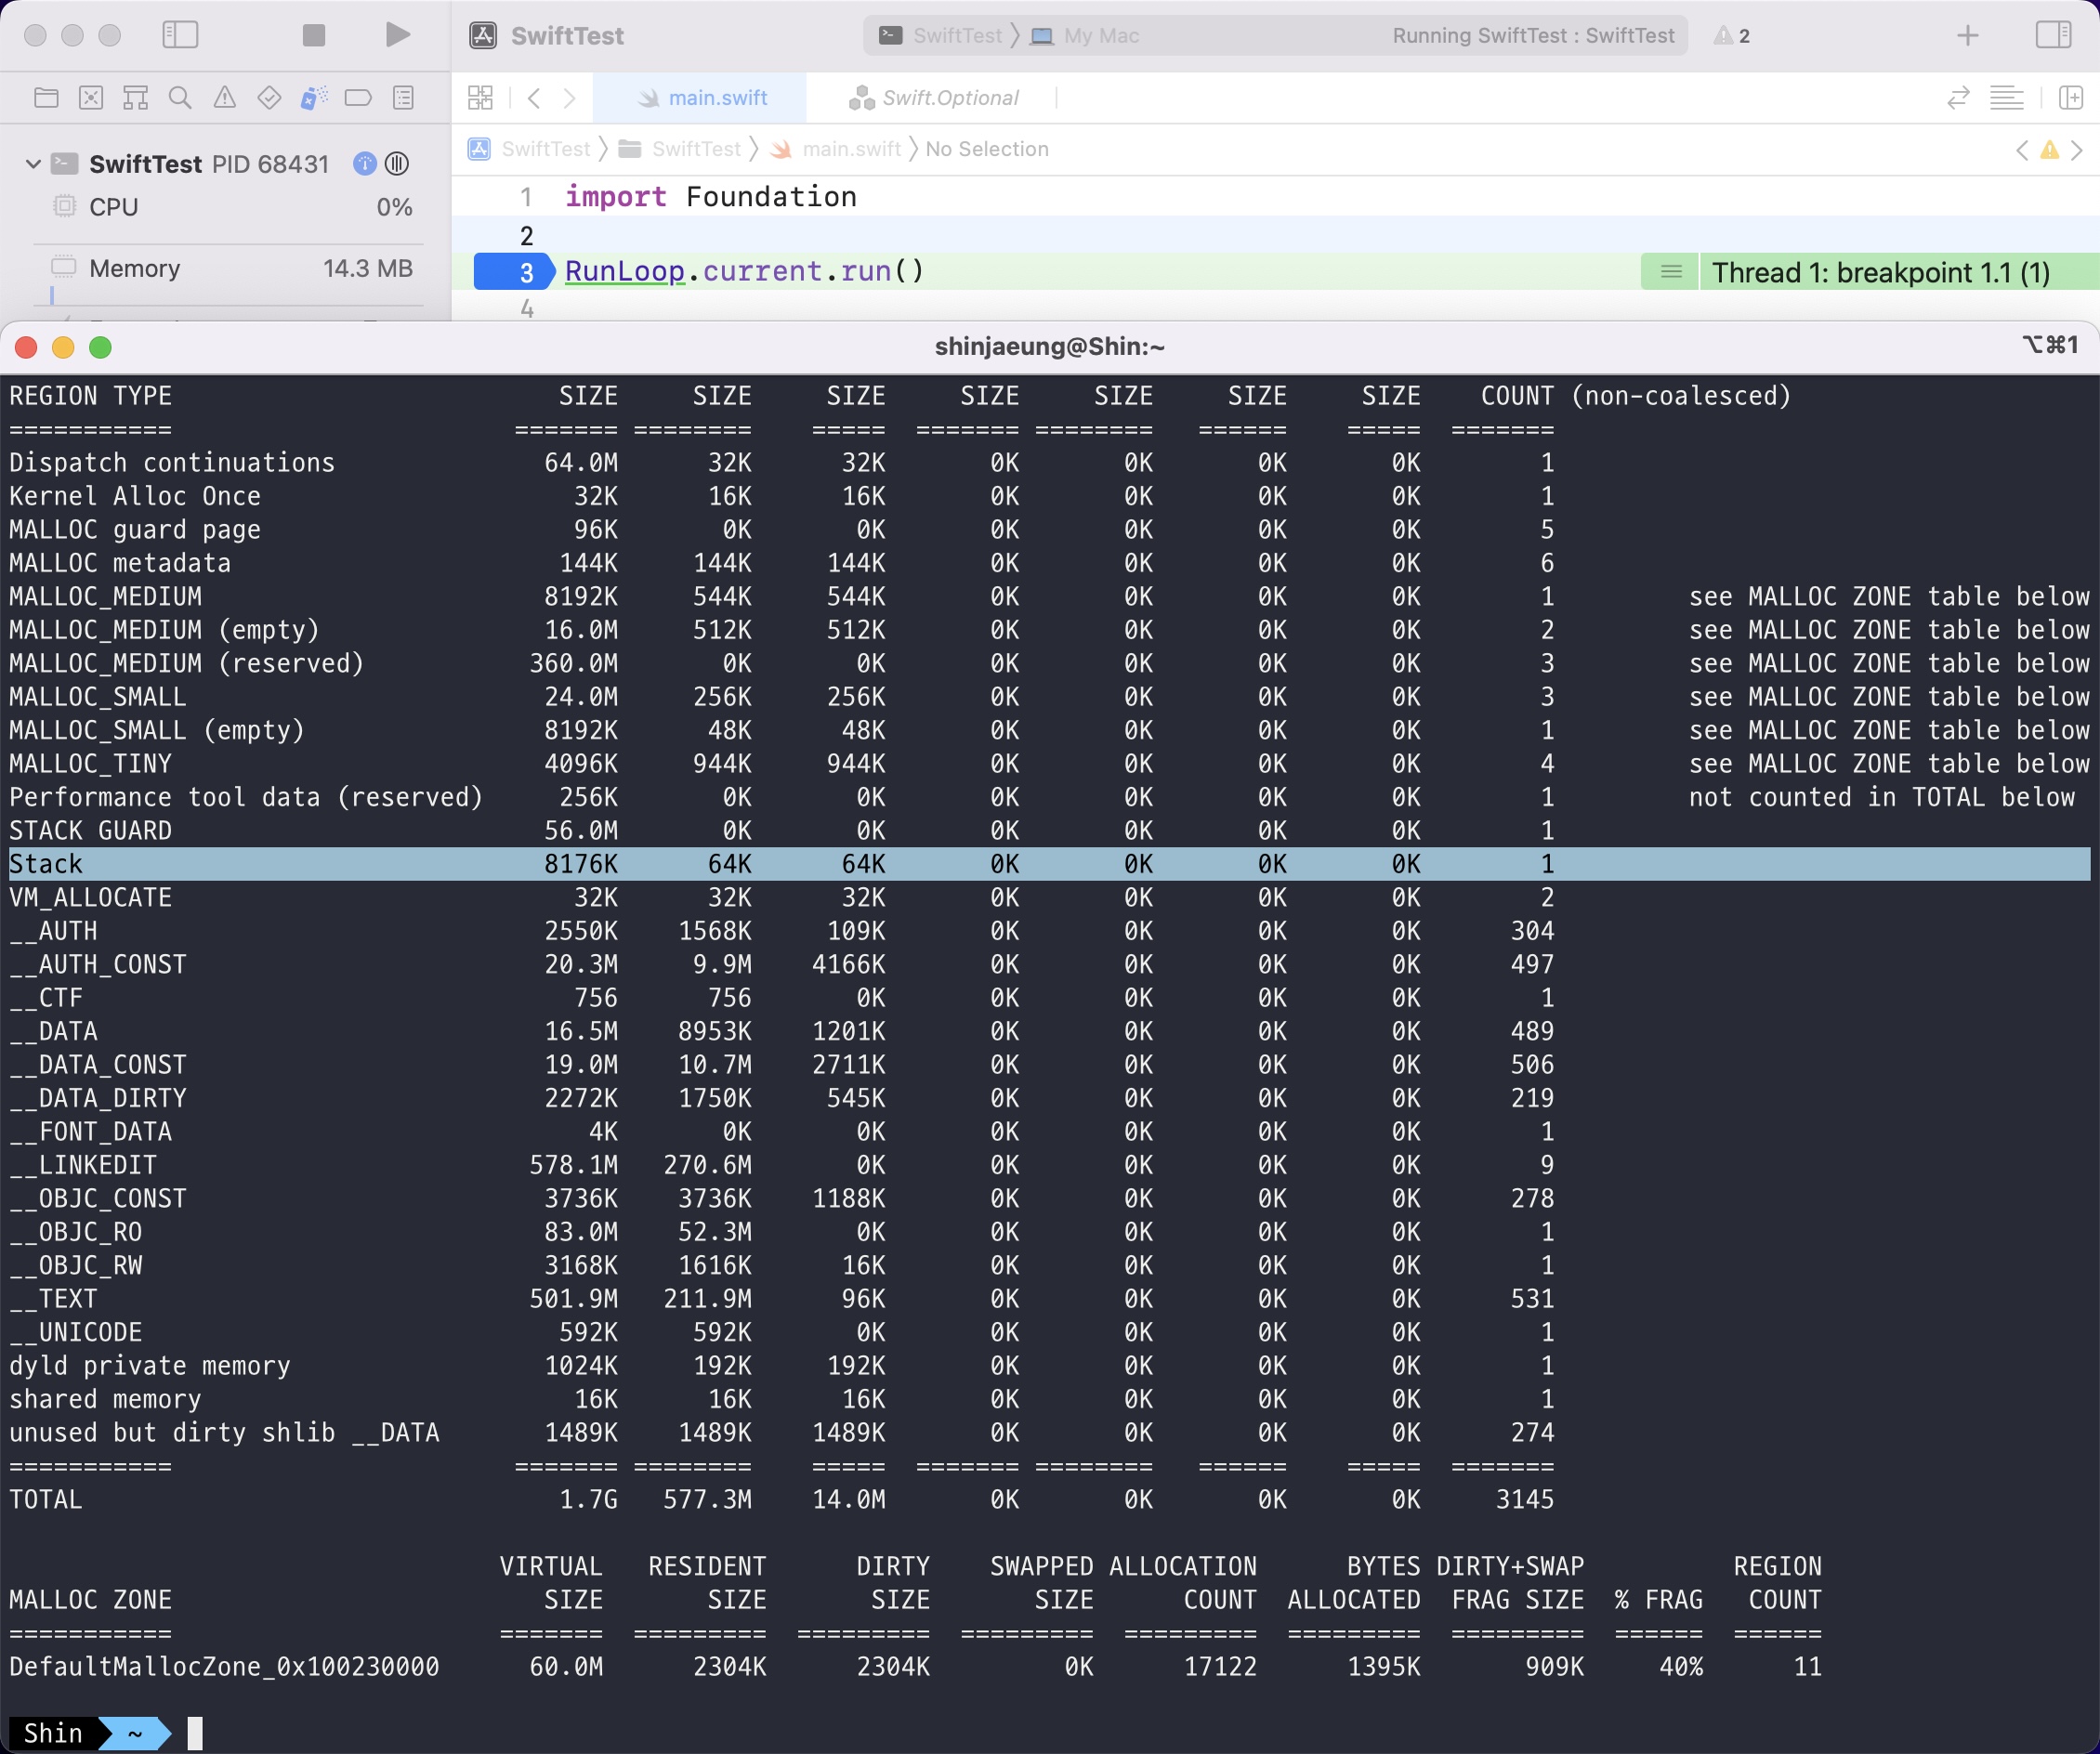 SwiftTest
SwiftTest 〉 My Mac
Running SwiftTest : SwiftTest
2
main.swift
Swift.Optional
SwiftTest PID 68431
CPU 0%
Memory 14.3 MB
SwiftTest 〉 SwiftTest 〉 main.swift 〉 No Selection
1 import Foundation
2
3 RunLoop.current.run()
Thread 1: breakpoint 1.1 (1)
4
shinjaeung@Shin:~
⌥⌘1
REGION TYPE SIZE SIZE SIZE SIZE SIZE SIZE SIZE COUNT (non-coalesced)
=========== ======= ======== ===== ======= ======== ====== ===== =======
Dispatch continuations 64.0M 32K 32K 0K 0K 0K 0K 1
Kernel Alloc Once 32K 16K 16K 0K 0K 0K 0K 1
MALLOC guard page 96K 0K 0K 0K 0K 0K 0K 5
MALLOC metadata 144K 144K 144K 0K 0K 0K 0K 6
MALLOC_MEDIUM 8192K 544K 544K 0K 0K 0K 0K 1 see MALLOC ZONE table below
MALLOC_MEDIUM (empty) 16.0M 512K 512K 0K 0K 0K 0K 2 see MALLOC ZONE table below
MALLOC_MEDIUM (reserved) 360.0M 0K 0K 0K 0K 0K 0K 3 see MALLOC ZONE table below
MALLOC_SMALL 24.0M 256K 256K 0K 0K 0K 0K 3 see MALLOC ZONE table below
MALLOC_SMALL (empty) 8192K 48K 48K 0K 0K 0K 0K 1 see MALLOC ZONE table below
MALLOC_TINY 4096K 944K 944K 0K 0K 0K 0K 4 see MALLOC ZONE table below
Performance tool data (reserved) 256K 0K 0K 0K 0K 0K 0K 1 not counted in TOTAL below
STACK GUARD 56.0M 0K 0K 0K 0K 0K 0K 1
Stack 8176K 64K 64K 0K 0K 0K 0K 1
VM_ALLOCATE 32K 32K 32K 0K 0K 0K 0K 2
__AUTH 2550K 1568K 109K 0K 0K 0K 0K 304
__AUTH_CONST 20.3M 9.9M 4166K 0K 0K 0K 0K 497
__CTF 756 756 0K 0K 0K 0K 0K 1
__DATA 16.5M 8953K 1201K 0K 0K 0K 0K 489
__DATA_CONST 19.0M 10.7M 2711K 0K 0K 0K 0K 506
__DATA_DIRTY 2272K 1750K 545K 0K 0K 0K 0K 219
__FONT_DATA 4K 0K 0K 0K 0K 0K 0K 1
__LINKEDIT 578.1M 270.6M 0K 0K 0K 0K 0K 9
__OBJC_CONST 3736K 3736K 1188K 0K 0K 0K 0K 278
__OBJC_RO 83.0M 52.3M 0K 0K 0K 0K 0K 1
__OBJC_RW 3168K 1616K 16K 0K 0K 0K 0K 1
__TEXT 501.9M 211.9M 96K 0K 0K 0K 0K 531
__UNICODE 592K 592K 0K 0K 0K 0K 0K 1
dyld private memory 1024K 192K 192K 0K 0K 0K 0K 1
shared memory 16K 16K 16K 0K 0K 0K 0K 1
unused but dirty shlib __DATA 1489K 1489K 1489K 0K 0K 0K 0K 274
=========== ======= ======== ===== ======= ======== ====== ===== =======
TOTAL 1.7G 577.3M 14.0M 0K 0K 0K 0K 3145
VIRTUAL RESIDENT DIRTY SWAPPED ALLOCATION BYTES DIRTY+SWAP REGION
MALLOC ZONE SIZE SIZE SIZE SIZE COUNT ALLOCATED FRAG SIZE % FRAG COUNT
=========== ======= ========= ========= ========= ========= ========= ========= ====== ======
DefaultMallocZone_0x100230000 60.0M 2304K 2304K 0K 17122 1395K 909K 40% 11
Shin ~